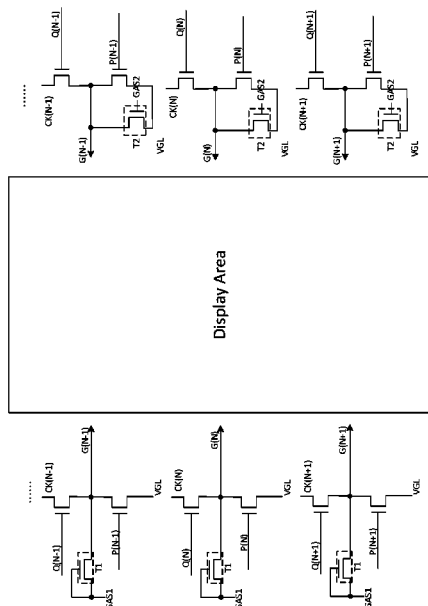 Q(N-1)
P(N-1)
GAS2
CK(N-1)
G(N-1)
T2
VGL
Q(N)
P(N)
GAS2
CK(N)
G(N)
T2
VGL
Q(N+1)
P(N+1)
GAS2
CK(N+1)
G(N+1)
T2
VGL
Display Area
CK(N-1)
G(N-1)
Q(N-1)
P(N-1)
VGL
T1
GAS1
CK(N)
G(N)
Q(N)
P(N)
VGL
T1
GAS1
CK(N+1)
G(N+1)
Q(N+1)
P(N+1)
VGL
T1
GAS1